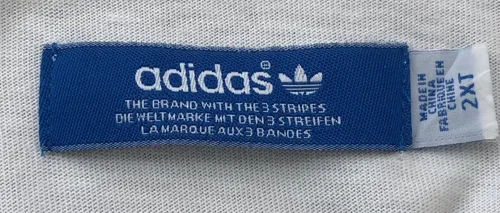 adidas®
THE BRAND WITH THE 3 STRIPES
DIE WELTMARKE MIT DEN 3 STREIFEN
LA MARQUE AUX 3 BANDES
MADE IN
CHINA
FABRIQUE EN
CHINE
2XT